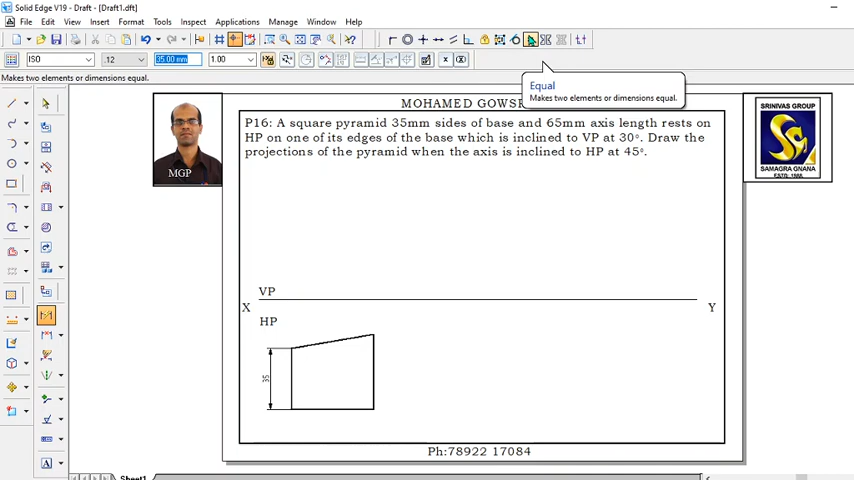 Solid Edge V19 - Draft - [Draft1.dft]
File Edit View Insert Format Tools Inspect Applications Manage Window Help
ISO .12 35.00 mm 1.00
Makes two elements or dimensions equal.
Equal
Makes two elements or dimensions equal.
MOHAMED GOWS
SRINIVAS GROUP
SAMAGRA GNANA
ESTD: 1988
MGP
P16: A square pyramid 35mm sides of base and 65mm axis length rests on
HP on one of its edges of the base which is inclined to VP at 30°. Draw the
projections of the pyramid when the axis is inclined to HP at 45°.
VP
X Y
HP
35
Ph:78922 17084
Sheet1